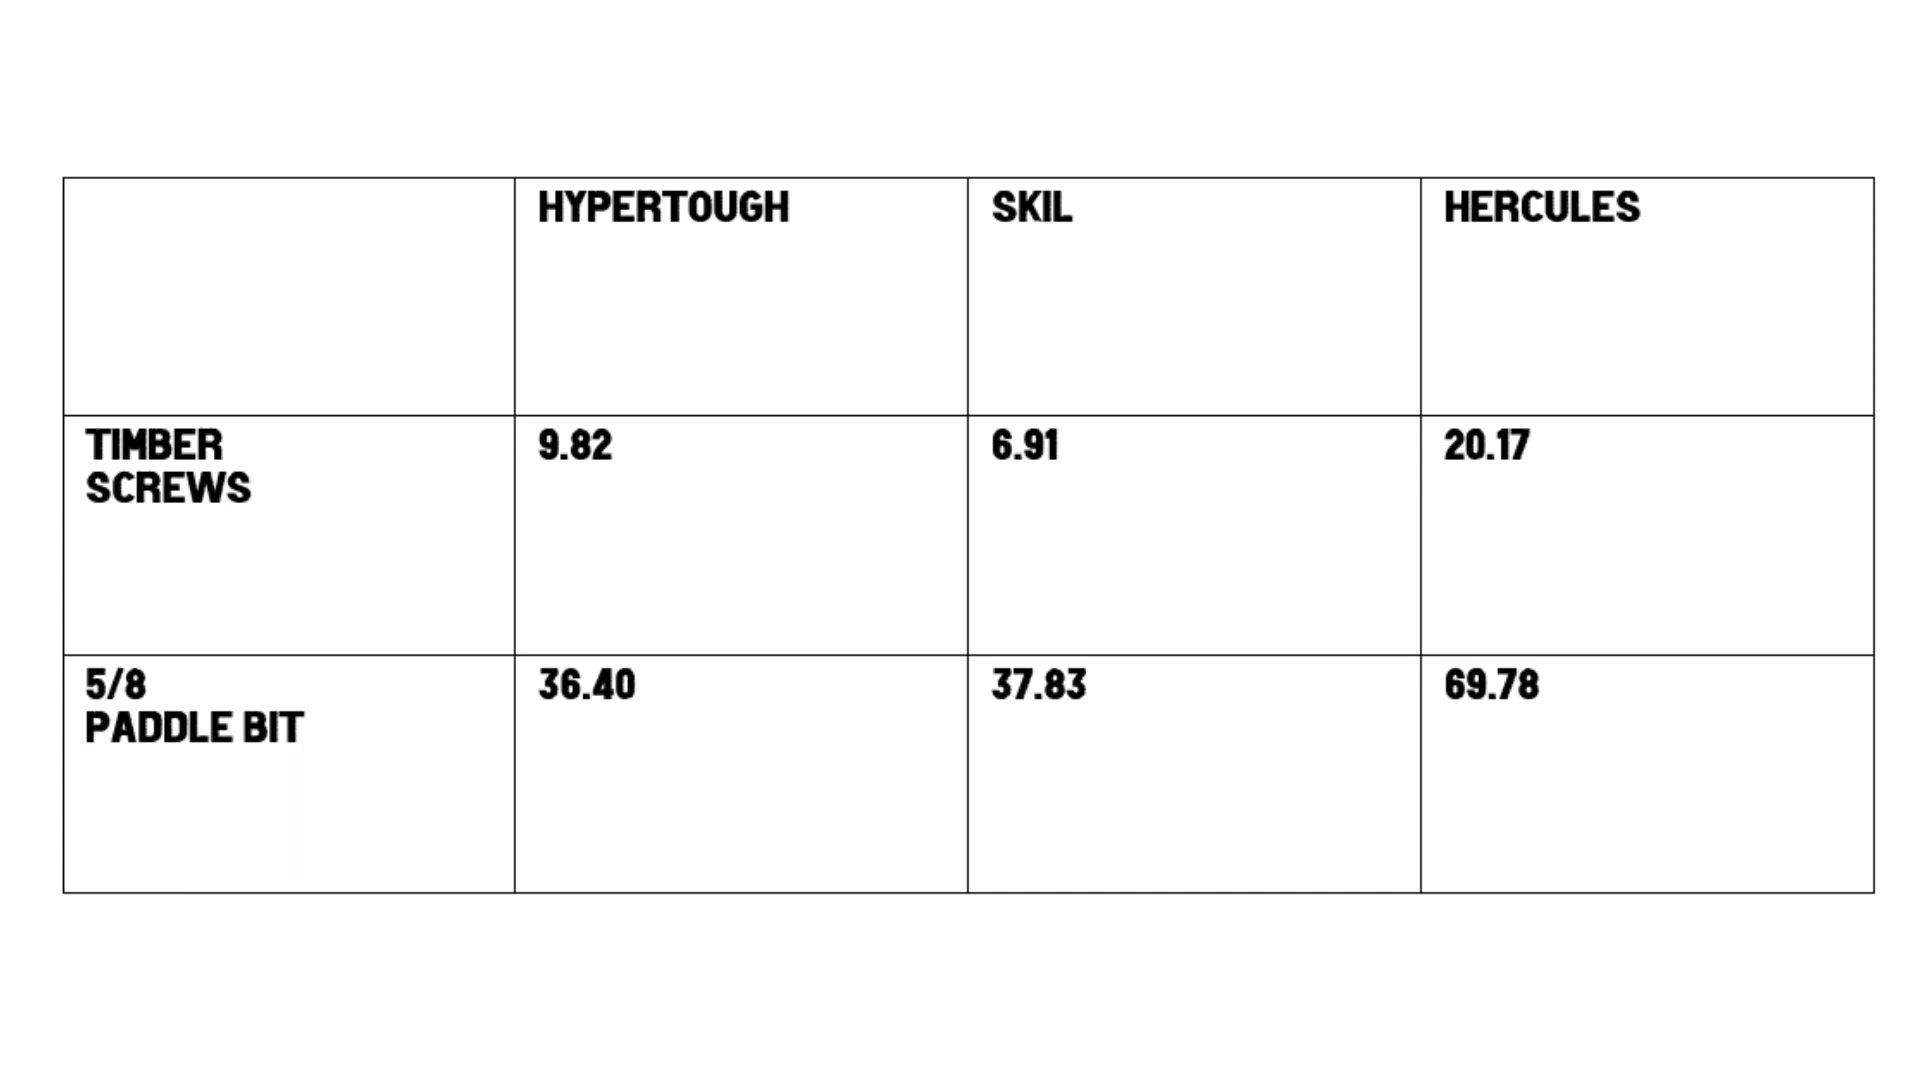 HYPERTOUGH SKIL HERCULES
TIMBER
SCREWS
9.82 6.91 20.17
5/8
PADDLE BIT
36.40 37.83 69.78